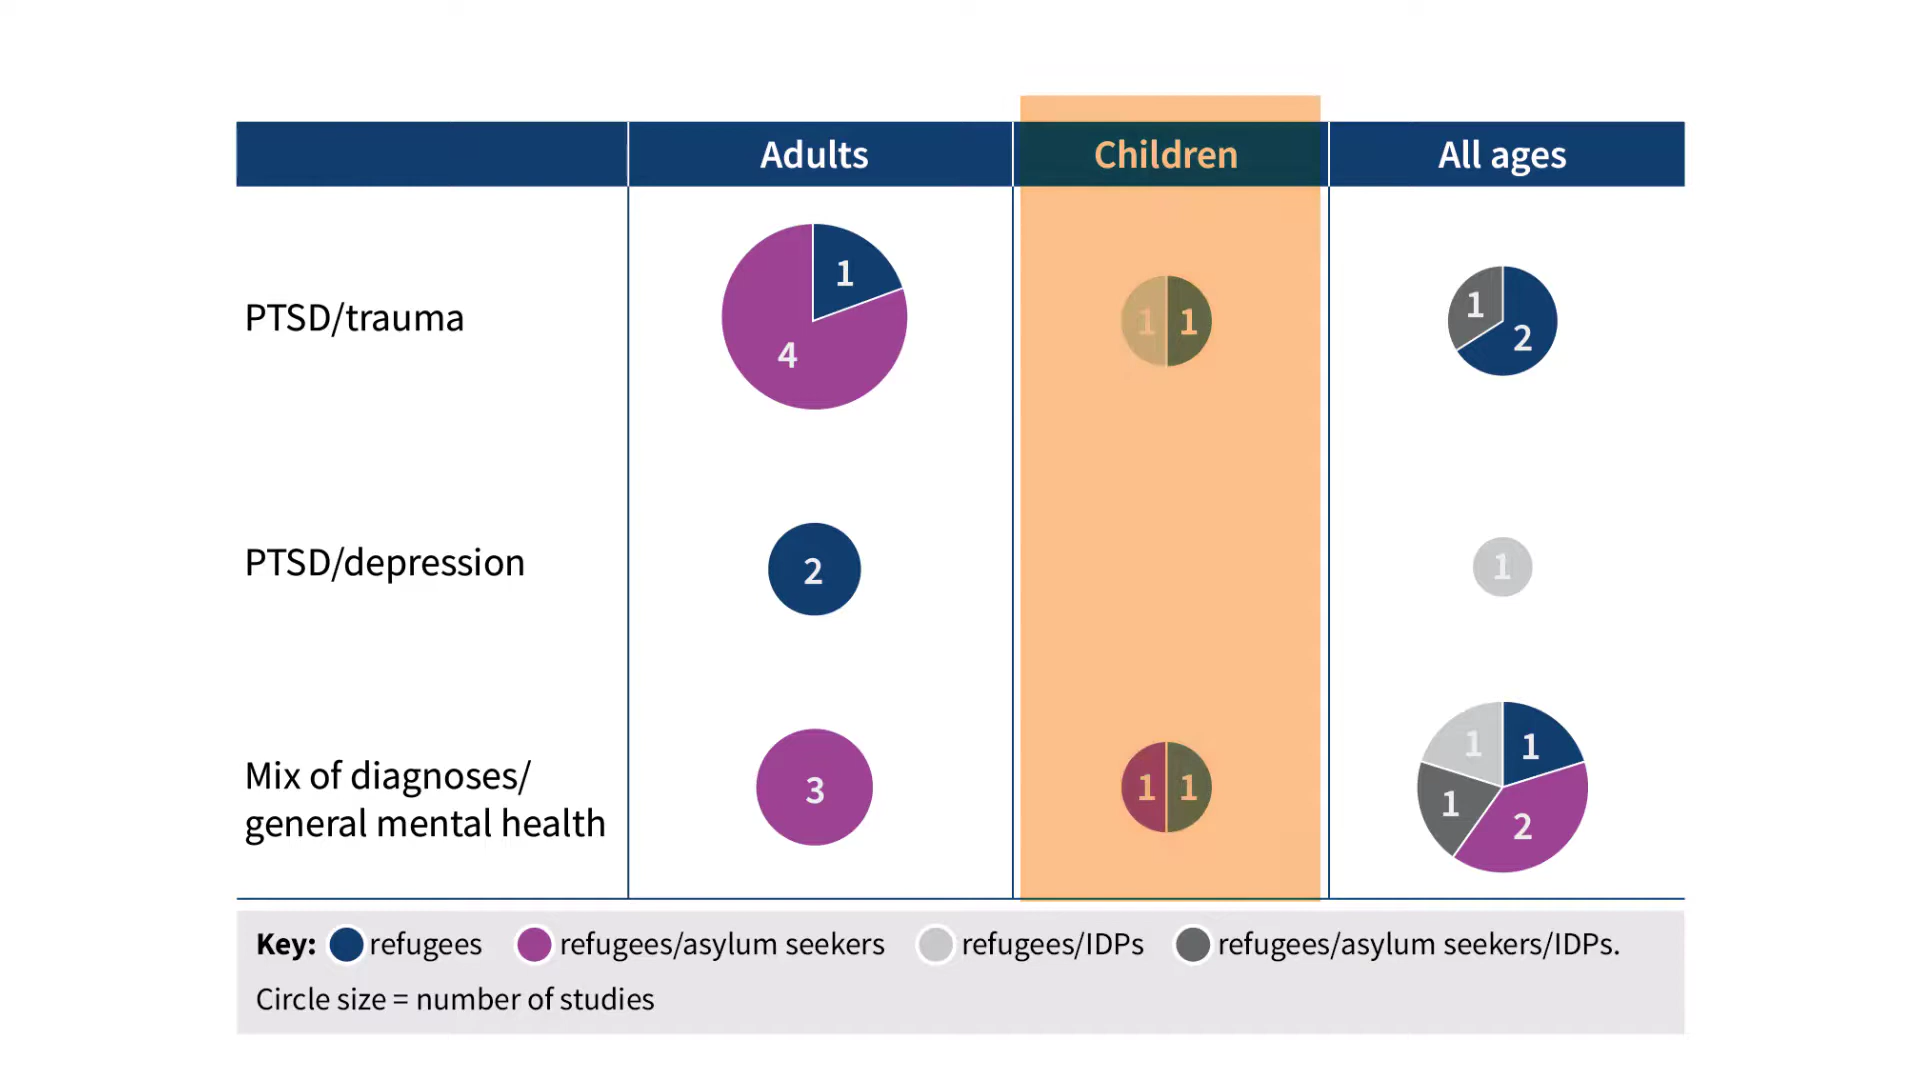 Adults Children All ages
PTSD/trauma
1
4
1 1
1
2
PTSD/depression
2
1
Mix of diagnoses/
general mental health
3
1 1
1 1
1
2
Key: refugees refugees/asylum seekers refugees/IDPs refugees/asylum seekers/IDPs.
Circle size = number of studies